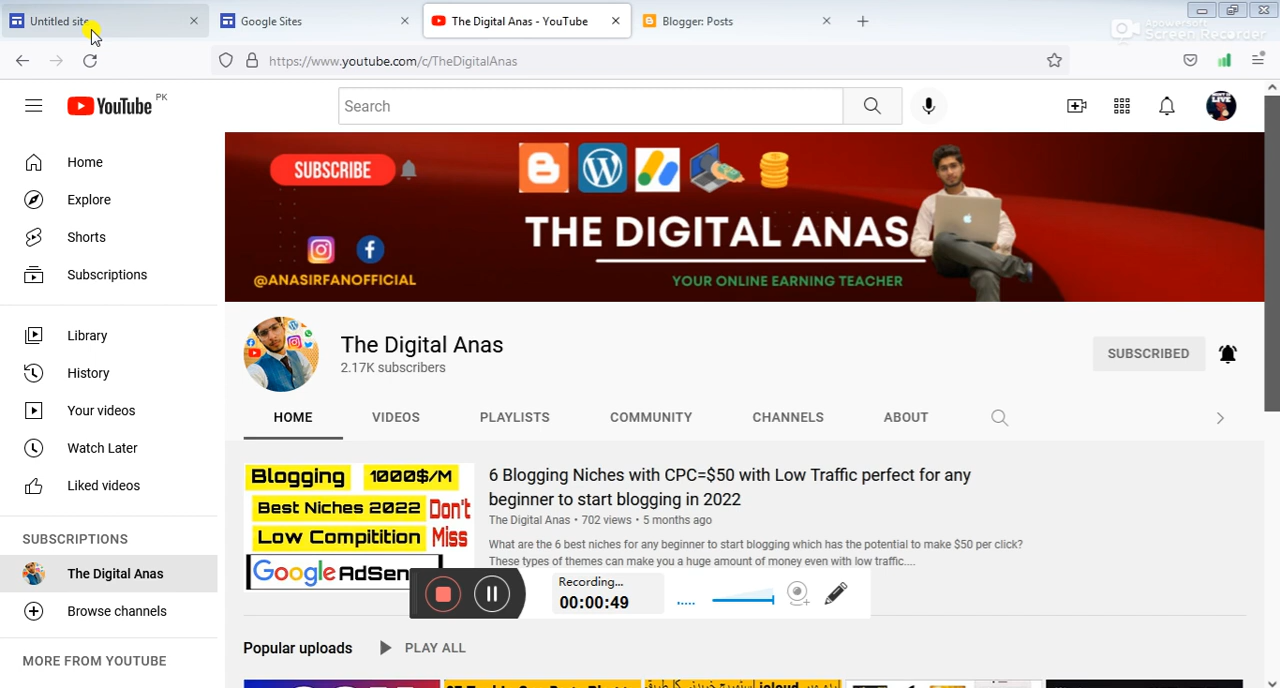 Untitled site
Google Sites
The Digital Anas - YouTube
Blogger: Posts
Apowersoft
Screen Recorder
https://www.youtube.com/c/TheDigitalAnas
YouTube PK
Search
LIVE
Home
Explore
Shorts
Subscriptions
Library
History
Your videos
Watch Later
Liked videos
SUBSCRIPTIONS
The Digital Anas
Browse channels
MORE FROM YOUTUBE
SUBSCRIBE
THE DIGITAL ANAS
@ANASIRFANOFFICIAL
YOUR ONLINE EARNING TEACHER
The Digital Anas
2.17K subscribers
SUBSCRIBED
HOME
VIDEOS
PLAYLISTS
COMMUNITY
CHANNELS
ABOUT
Blogging 1000$/M
Best Niches 2022 Don't
Low Compitition Miss
Google AdSen
6 Blogging Niches with CPC=$50 with Low Traffic perfect for any
beginner to start blogging in 2022
The Digital Anas • 702 views • 5 months ago
What are the 6 best niches for any beginner to start blogging which has the potential to make $50 per click?
These types of themes can make you a huge amount of money even with low traffic....
Recording...
00:00:49
Popular uploads
PLAY ALL